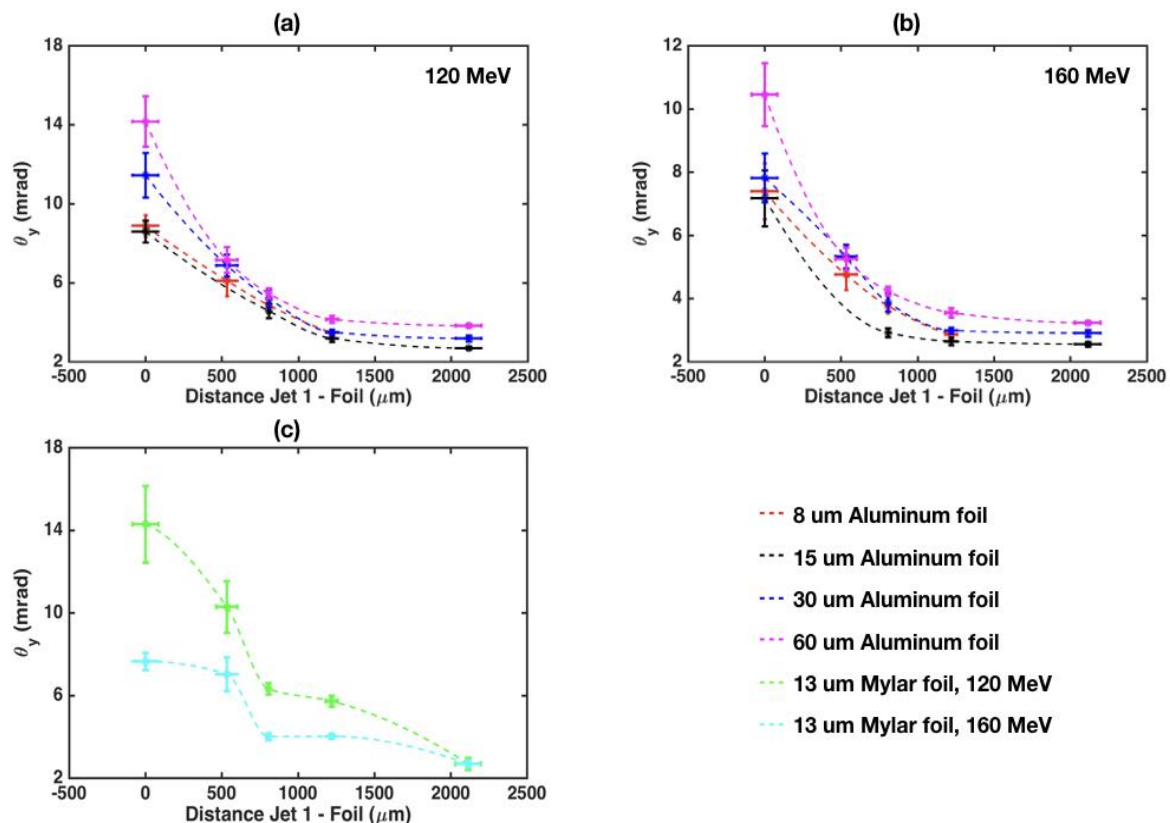 (a)
18
14
10
6
2
θy (mrad)
120 MeV
-500 0 500 1000 1500 2000 2500
Distance Jet 1 - Foil (μm)
(b)
12
10
8
6
4
2
θy (mrad)
160 MeV
-500 0 500 1000 1500 2000 2500
Distance Jet 1 - Foil (μm)
(c)
18
14
10
6
2
θy (mrad)
-500 0 500 1000 1500 2000 2500
Distance Jet 1 - Foil (μm)
8 um Aluminum foil
15 um Aluminum foil
30 um Aluminum foil
60 um Aluminum foil
13 um Mylar foil, 120 MeV
13 um Mylar foil, 160 MeV